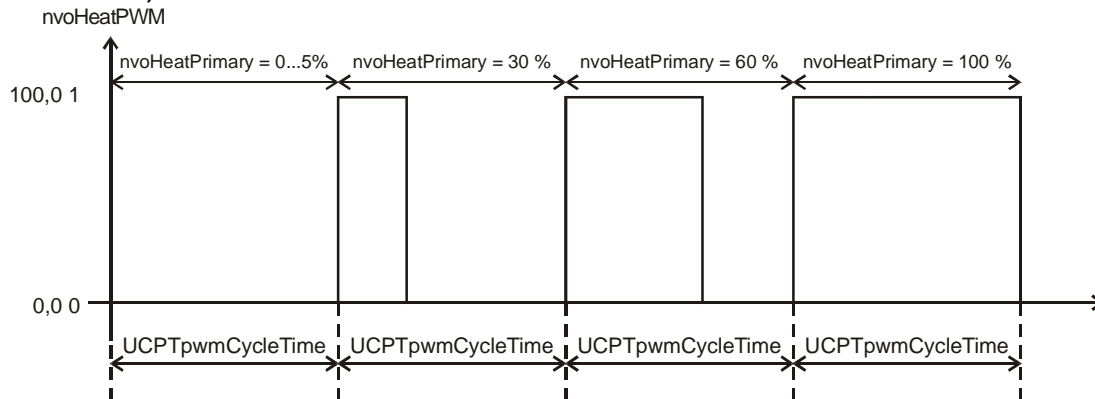 nvoHeatPWM
nvoHeatPrimary = 0...5% nvoHeatPrimary = 30 % nvoHeatPrimary = 60 % nvoHeatPrimary = 100 %
100,0 1
0,0 0
UCPTpwmCycleTime UCPTpwmCycleTime UCPTpwmCycleTime UCPTpwmCycleTime